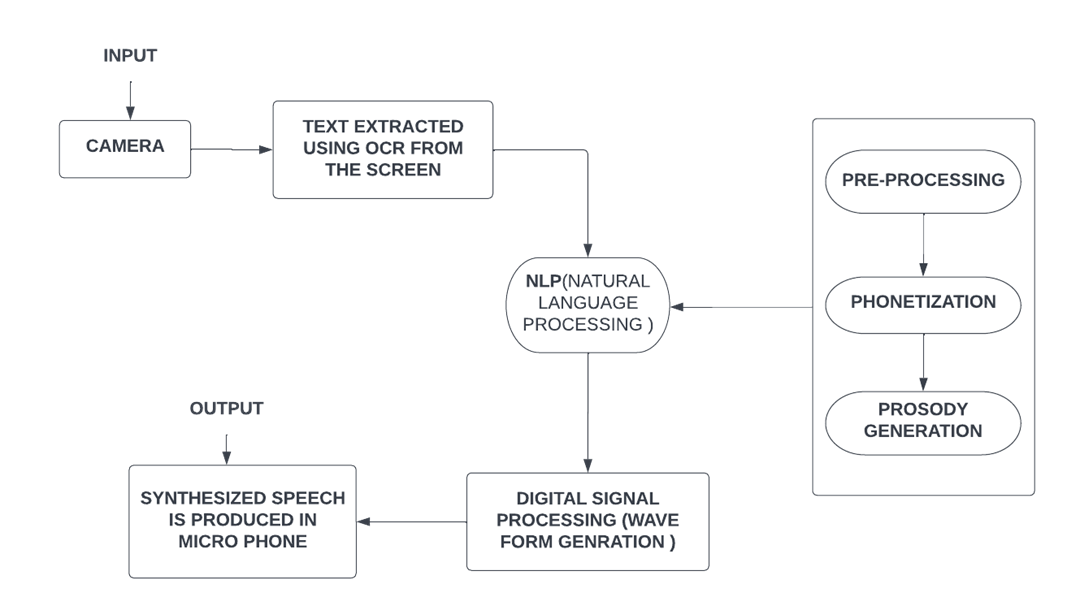 INPUT
CAMERA
TEXT EXTRACTED
USING OCR FROM
THE SCREEN
NLP(NATURAL
LANGUAGE
PROCESSING )
PRE-PROCESSING
PHONETIZATION
PROSODY
GENERATION
DIGITAL SIGNAL
PROCESSING (WAVE
FORM GENRATION )
OUTPUT
SYNTHESIZED SPEECH
IS PRODUCED IN
MICRO PHONE